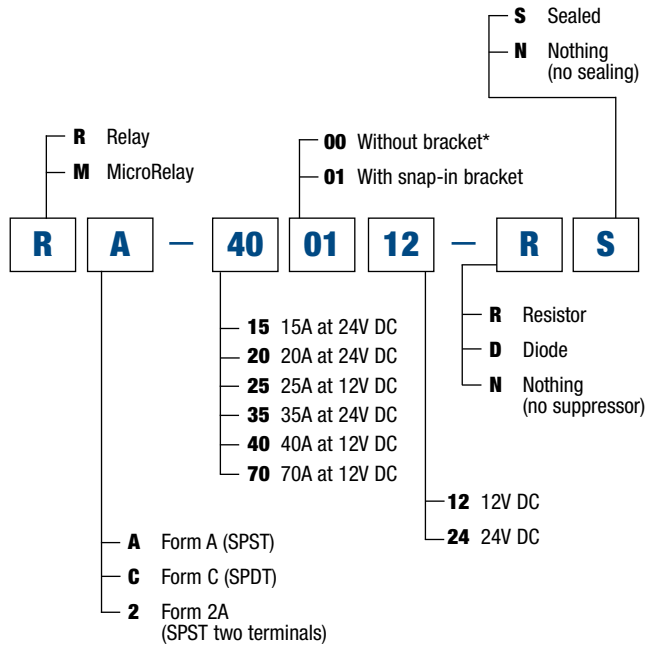 S Sealed
N Nothing
(no sealing)
R Relay
M MicroRelay
00 Without bracket*
01 With snap-in bracket
R A – 40 01 12 – R S
15 15A at 24V DC
20 20A at 24V DC
25 25A at 12V DC
35 35A at 24V DC
40 40A at 12V DC
70 70A at 12V DC
R Resistor
D Diode
N Nothing
(no suppressor)
12 12V DC
24 24V DC
A Form A (SPST)
C Form C (SPDT)
2 Form 2A
(SPST two terminals)